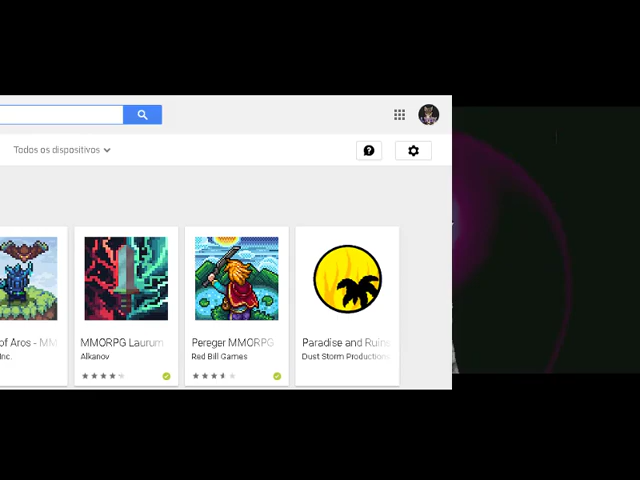 Todos os dispositivos
of Aros - MM
MMORPG Laurum
Pereger MMORPG
Paradise and Ruins
Inc.
Alkanov
Red Bill Games
Dust Storm Productions